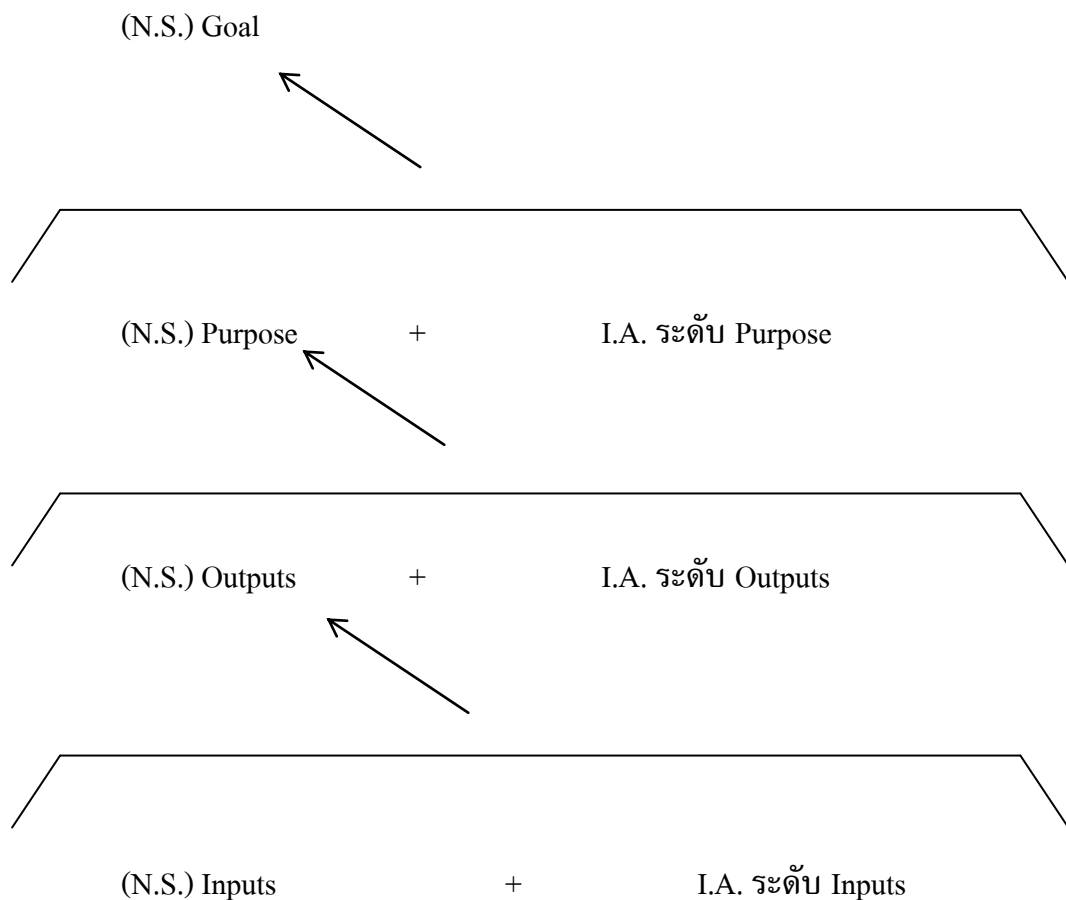 (N.S.) Goal
(N.S.) Purpose + I.A. ระดับ Purpose
(N.S.) Outputs + I.A. ระดับ Outputs
(N.S.) Inputs + I.A. ระดับ Inputs